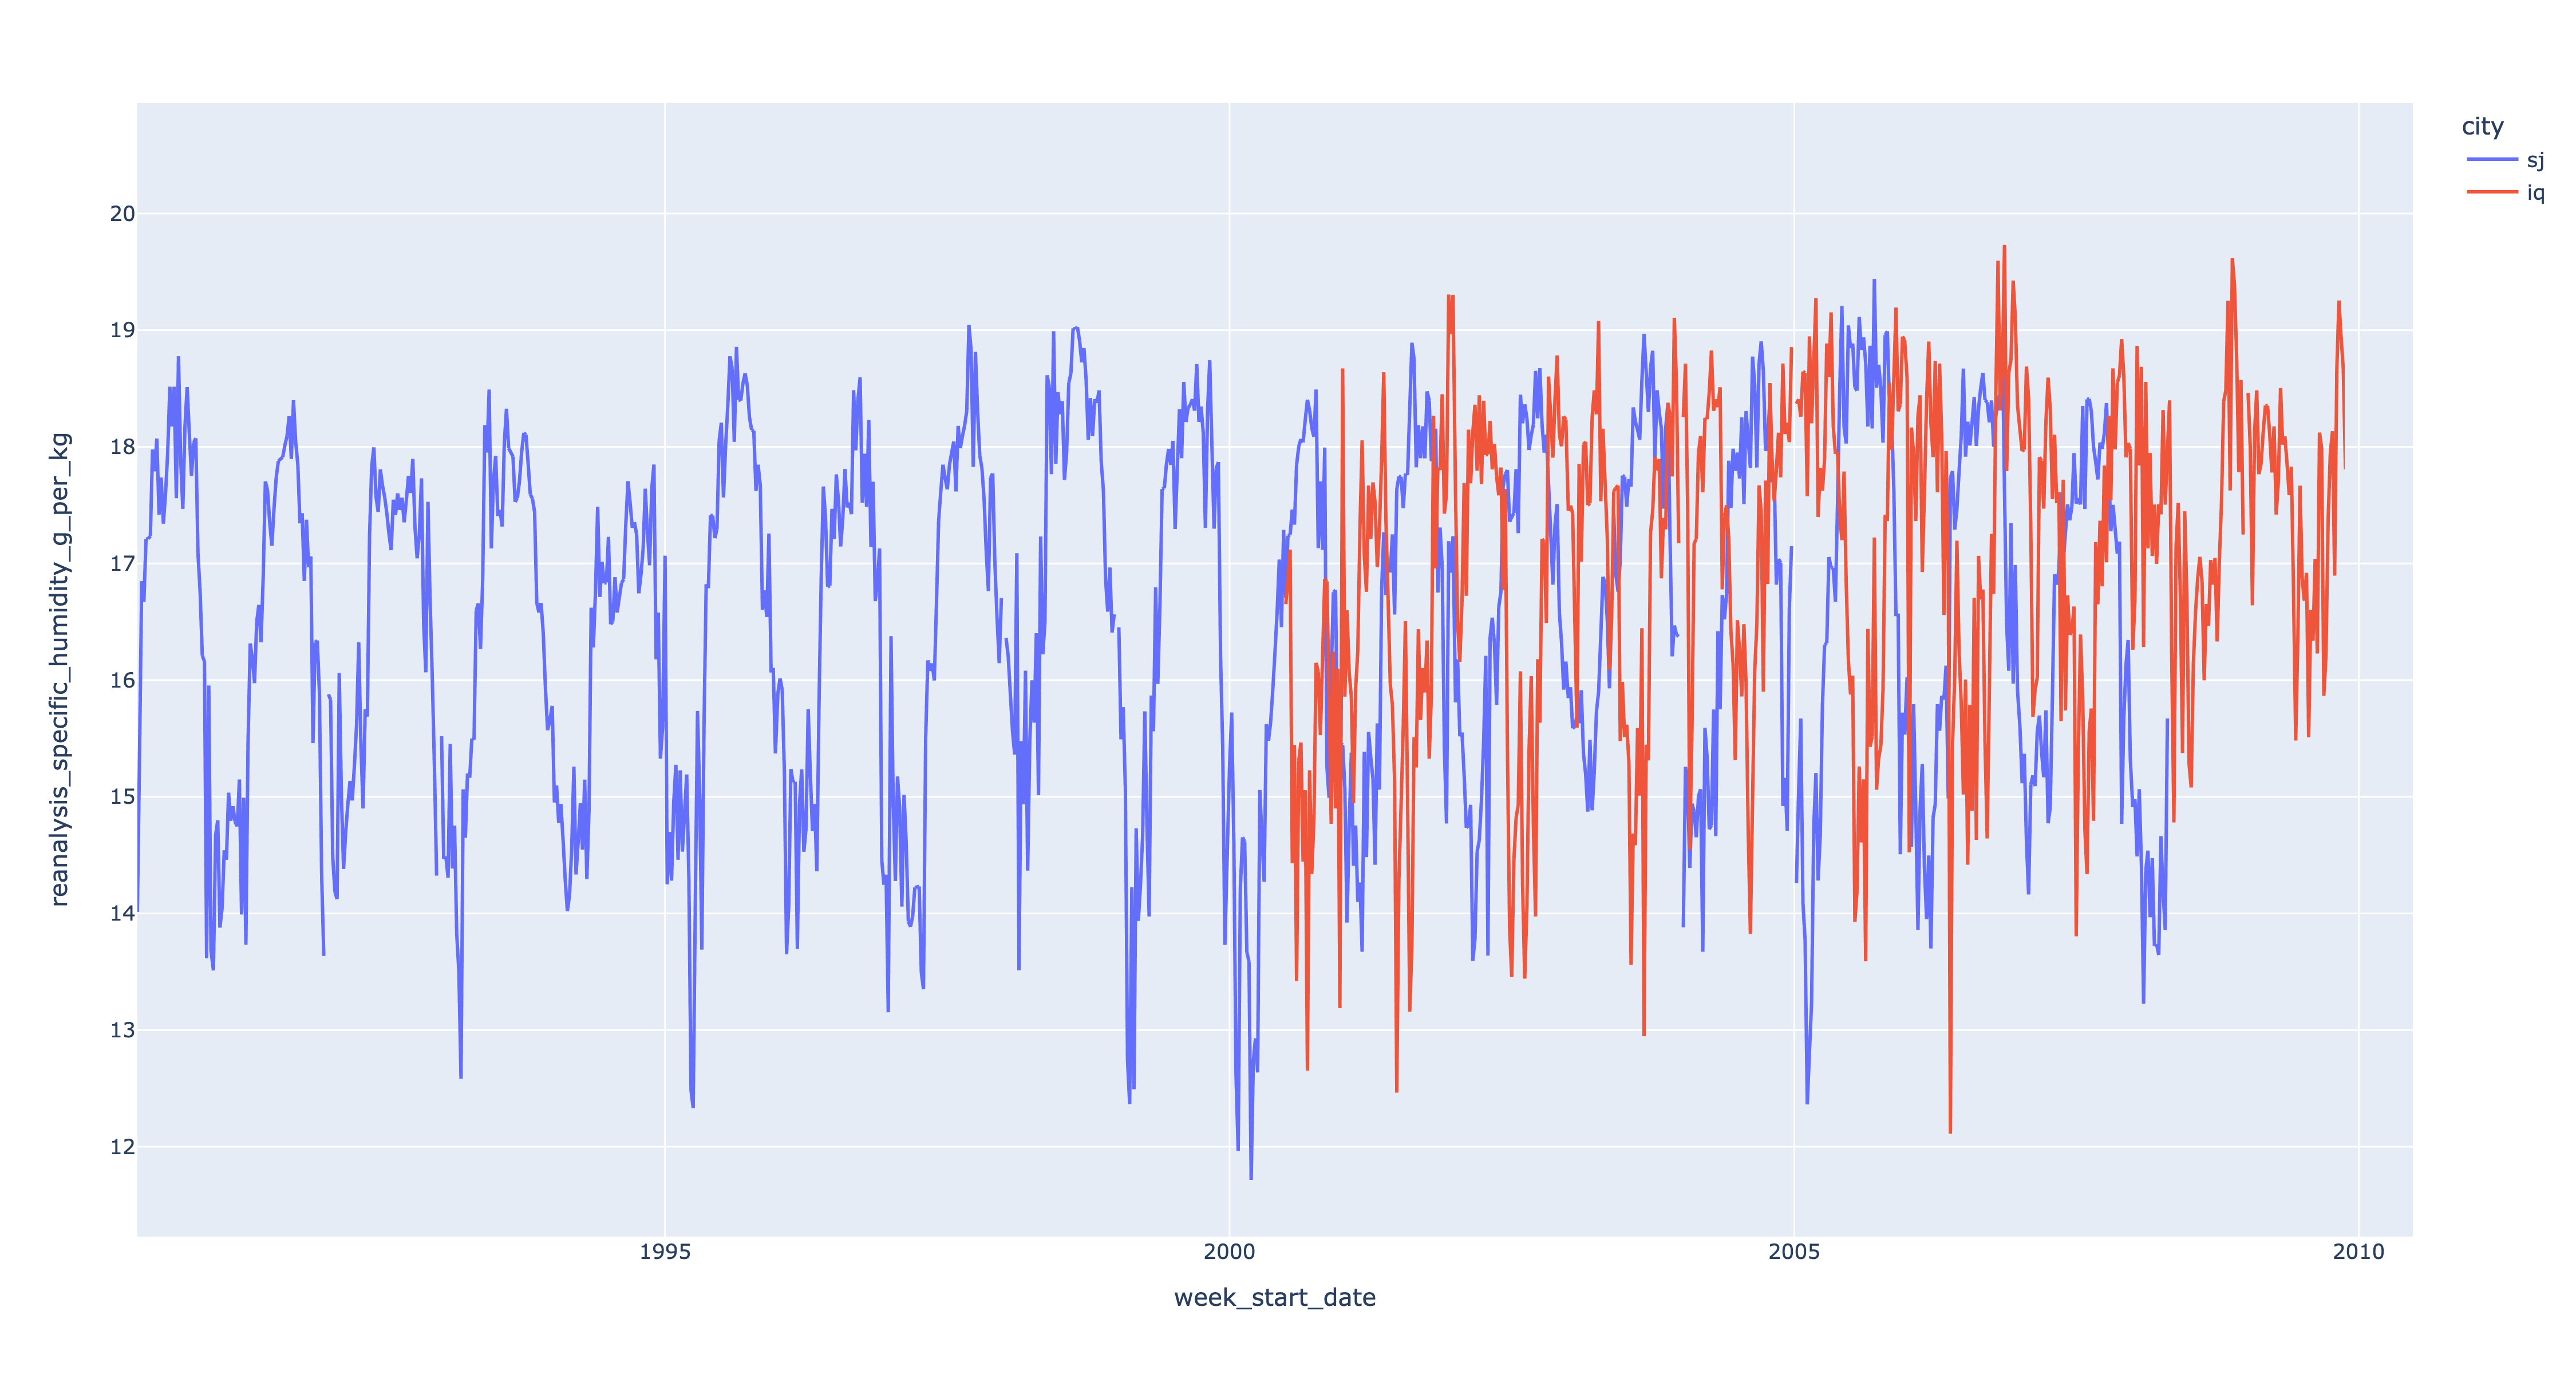 city
sj
iq
reanalysis_specific_humidity_g_per_kg
20
19
18
17
16
15
14
13
12
1995 2000 2005 2010
week_start_date